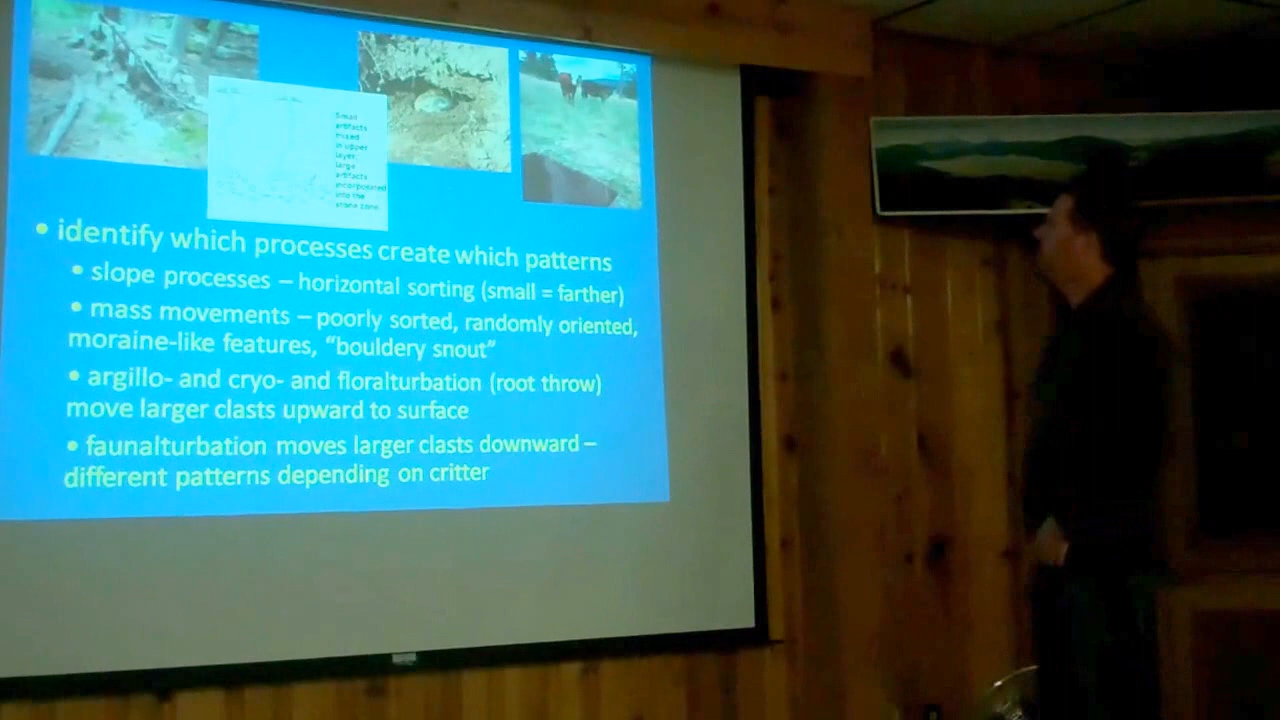 Small
artifacts
mixed
in upper
layer;
large
artifacts
incorporated
into the
stone zone
• identify which processes create which patterns
• slope processes – horizontal sorting (small = farther)
• mass movements – poorly sorted, randomly oriented,
moraine-like features, “bouldery snout”
• argillo- and cryo- and floralturbation (root throw)
move larger clasts upward to surface
• faunalturbation moves larger clasts downward –
different patterns depending on critter